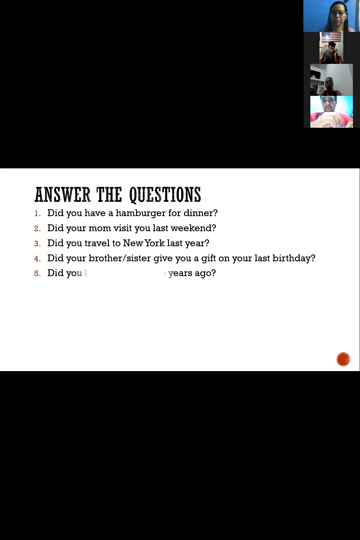 ANSWER THE QUESTIONS
1. Did you have a hamburger for dinner?
2. Did your mom visit you last weekend?
3. Did you travel to New York last year?
4. Did your brother/sister give you a gift on your last birthday?
5. Did you years ago?